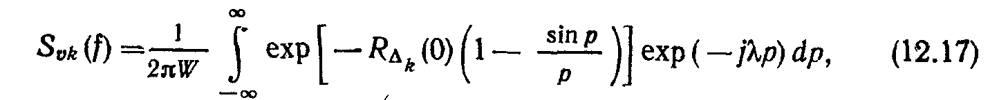 S_{vk}(f) = \frac{1}{2\pi W} \int_{-\infty}^{\infty} \exp\left[-R_{\Delta_k}(0)\left(1 - \frac{\sin p}{p}\right)\right] \exp(-j\lambda p)\, dp, (12.17)